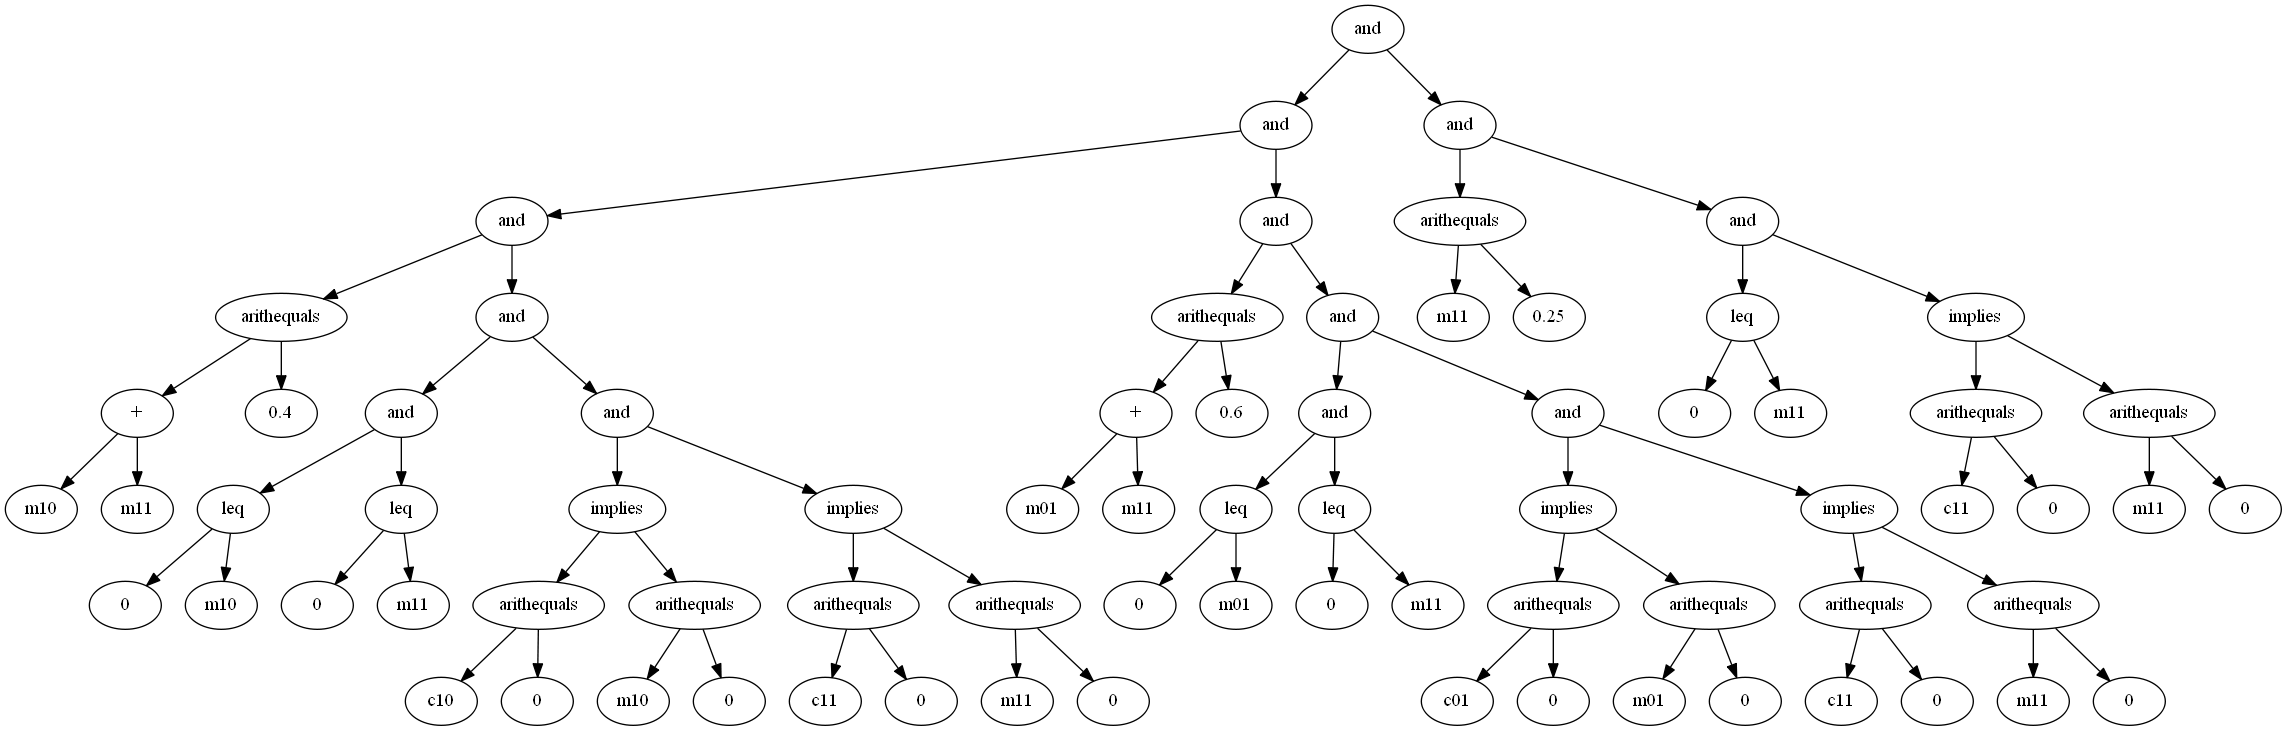 and
and and
and and arithequals and
arithequals and arithequals and m11 0.25 leq implies
+ 0.4 and and + 0.6 and and 0 m11 arithequals arithequals
m10 m11 leq leq implies implies m01 m11 leq leq implies implies c11 0 m11 0
0 m10 0 m11 arithequals arithequals arithequals arithequals 0 m01 0 m11 arithequals arithequals arithequals arithequals
c10 0 m10 0 c11 0 m11 0 c01 0 m01 0 c11 0 m11 0